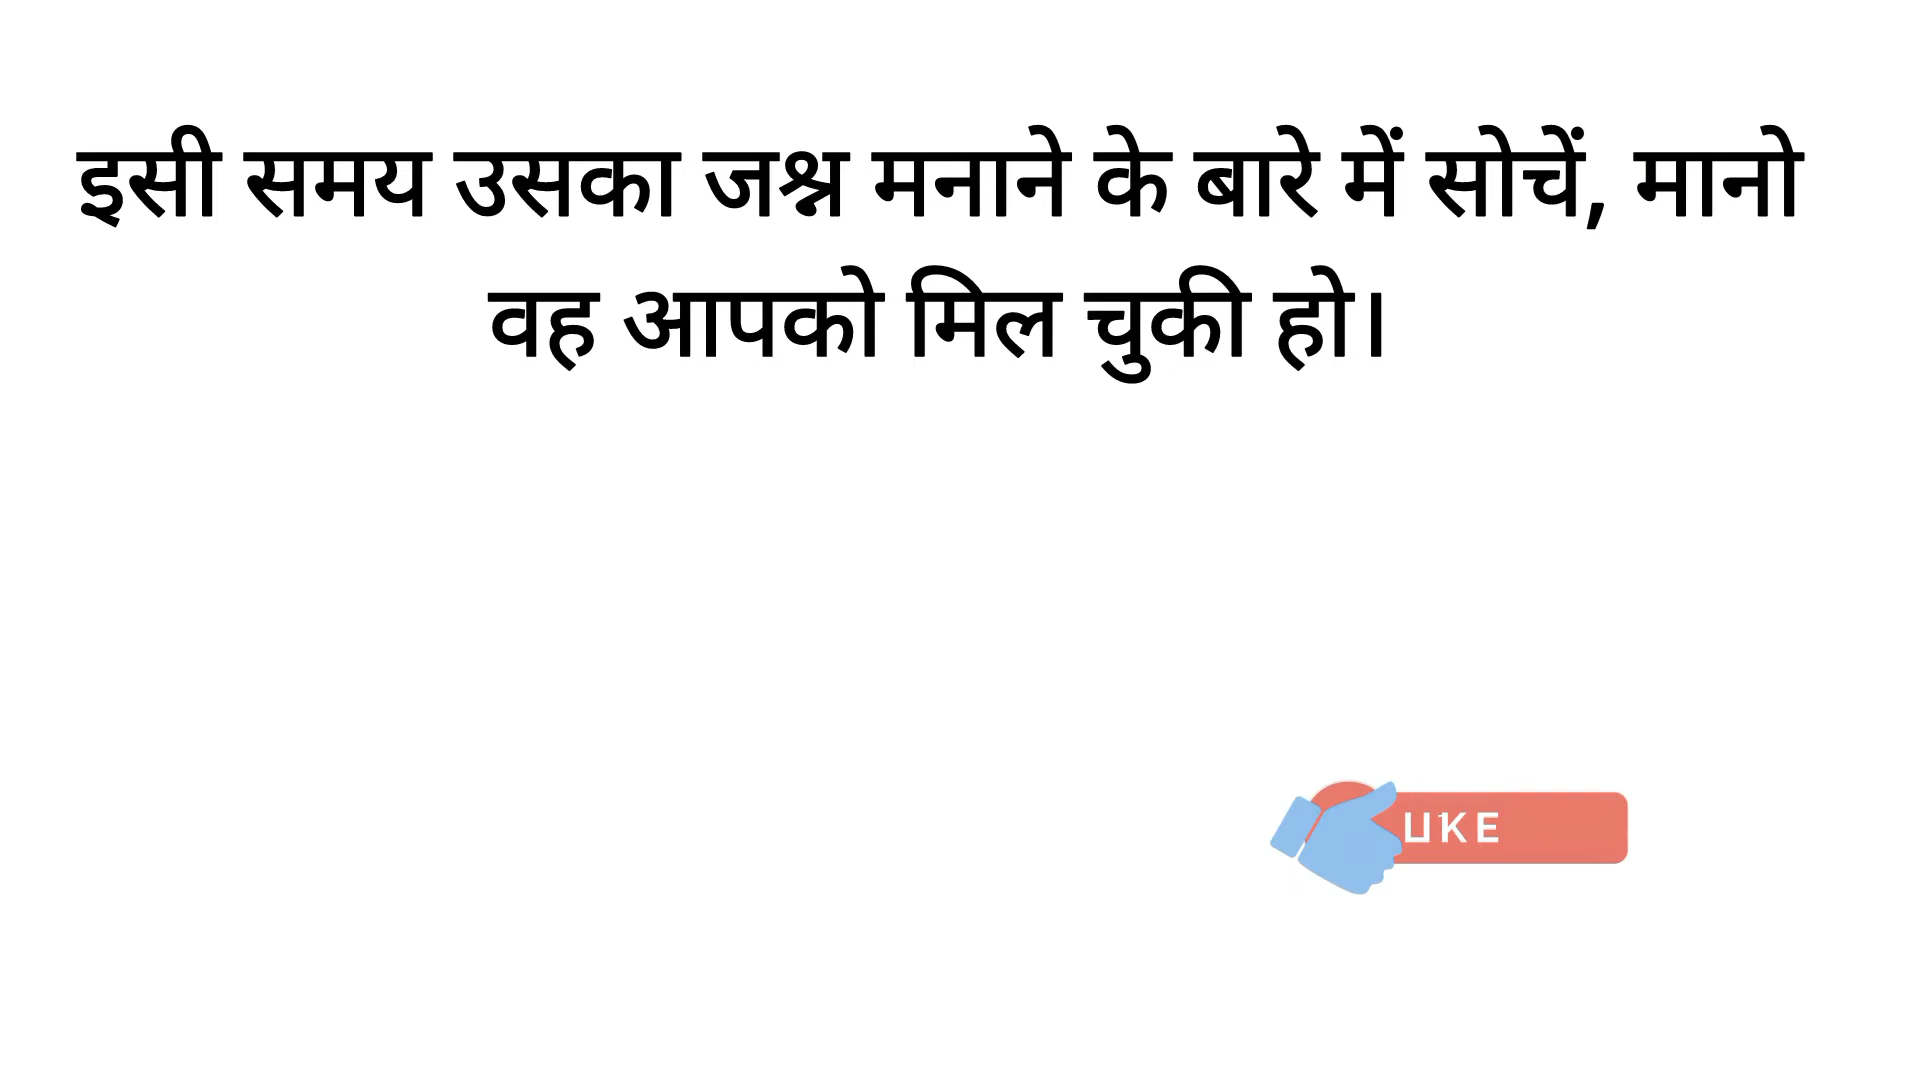 इसी समय उसका जश्न मनाने के बारे में सोचें, मानो
वह आपको मिल चुकी हो।
LIKE